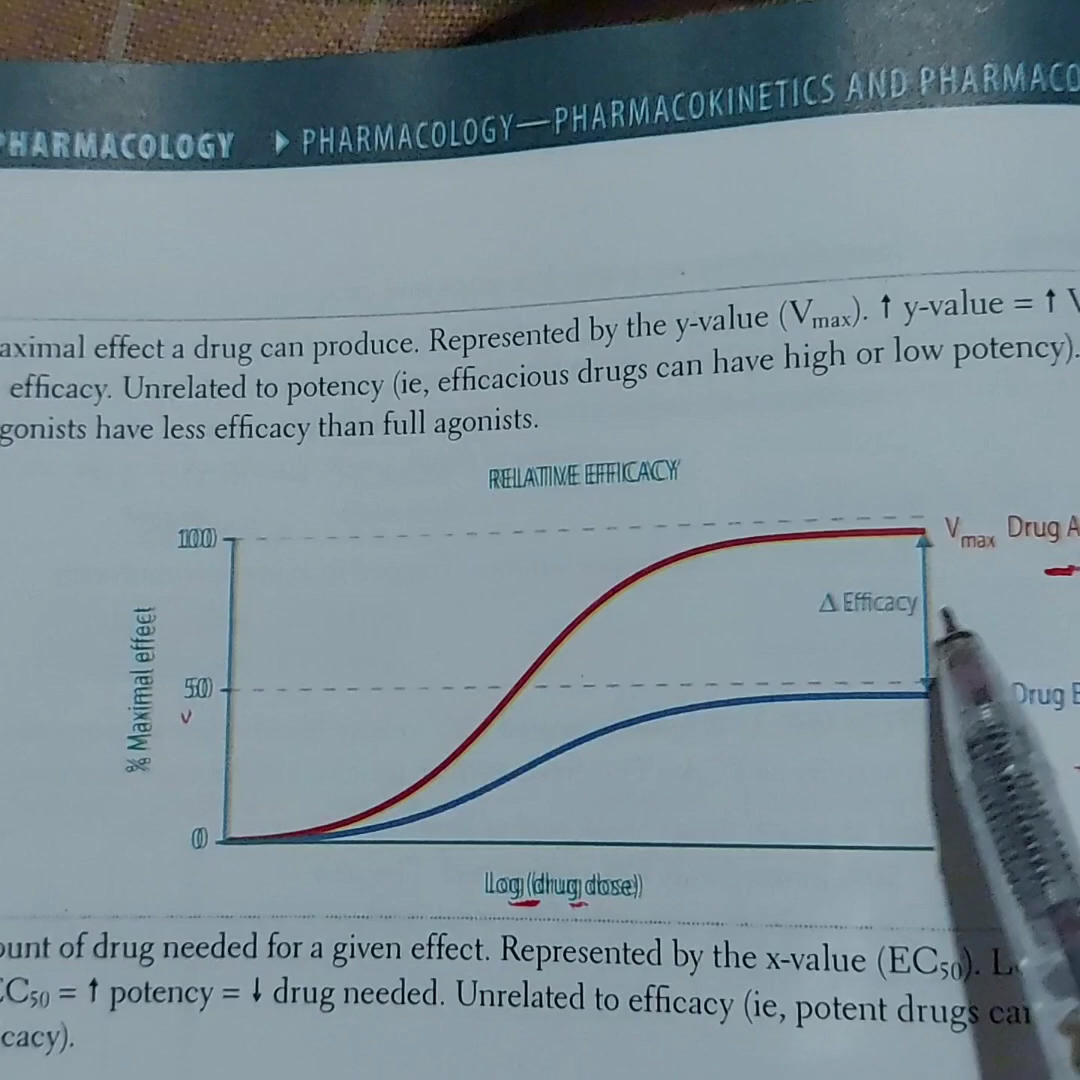 PHARMACOLOGY ▶ PHARMACOLOGY—PHARMACOKINETICS AND PHARMACO
aximal effect a drug can produce. Represented by the y-value (Vmax). ↑ y-value = ↑ V
efficacy. Unrelated to potency (ie, efficacious drugs can have high or low potency).
gonists have less efficacy than full agonists.
RELATIVE EFFICACY
100
Vmax Drug A
Δ Efficacy
% Maximal effect
50
Drug B
0
Log (drug dose)
ount of drug needed for a given effect. Represented by the x-value (EC50). L
EC50 = ↑ potency = ↓ drug needed. Unrelated to efficacy (ie, potent drugs can
cacy).